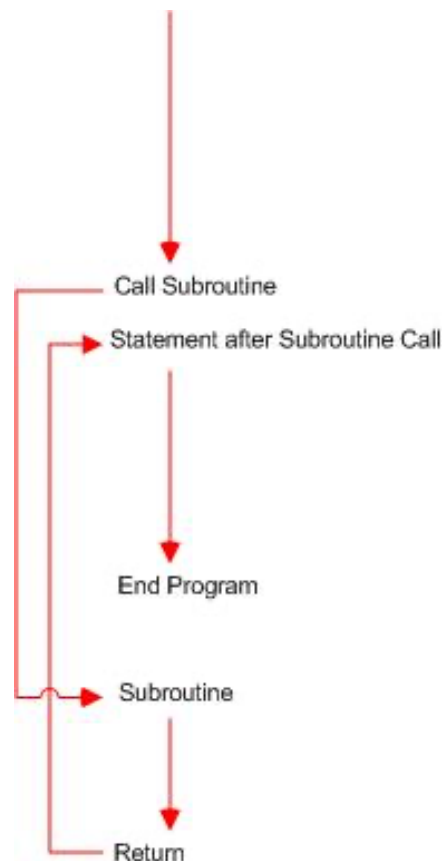 Call Subroutine
Statement after Subroutine Call
End Program
Subroutine
Return